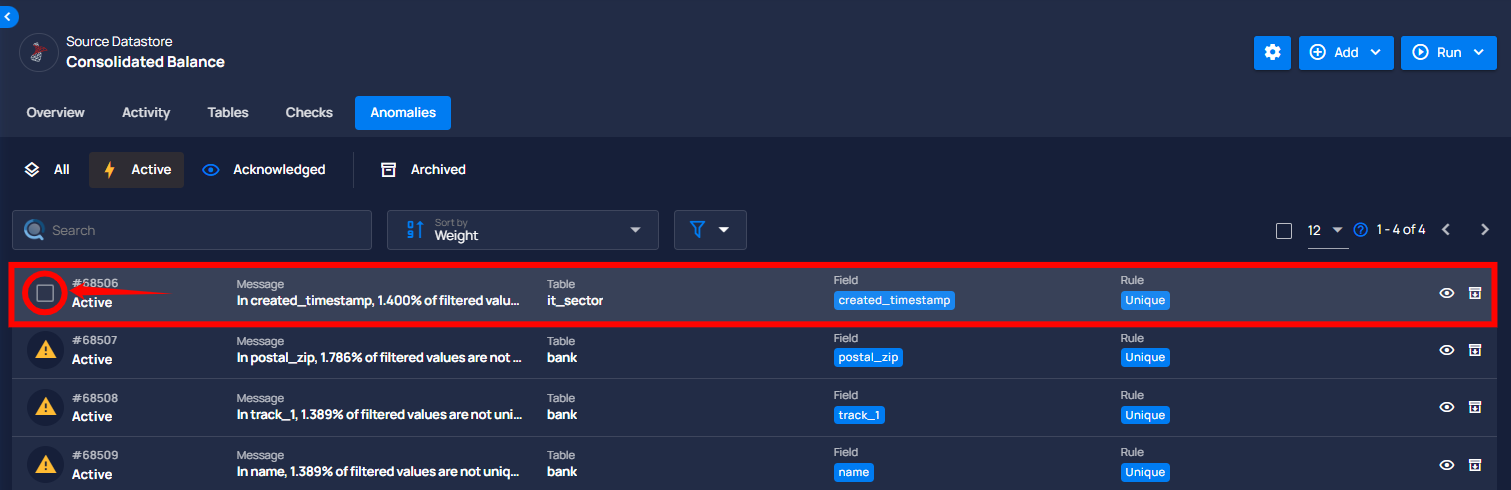 Source Datastore
Consolidated Balance
Add
Run
Overview Activity Tables Checks Anomalies
All Active Acknowledged Archived
Search
Sort by
Weight
12
1 - 4 of 4
#68506 Message Table Field Rule
Active In created_timestamp, 1.400% of filtered valu... it_sector created_timestamp Unique
#68507 Message Table Field Rule
Active In postal_zip, 1.786% of filtered values are not ... bank postal_zip Unique
#68508 Message Table Field Rule
Active In track_1, 1.389% of filtered values are not uni... bank track_1 Unique
#68509 Message Table Field Rule
Active In name, 1.389% of filtered values are not uniq... bank name Unique